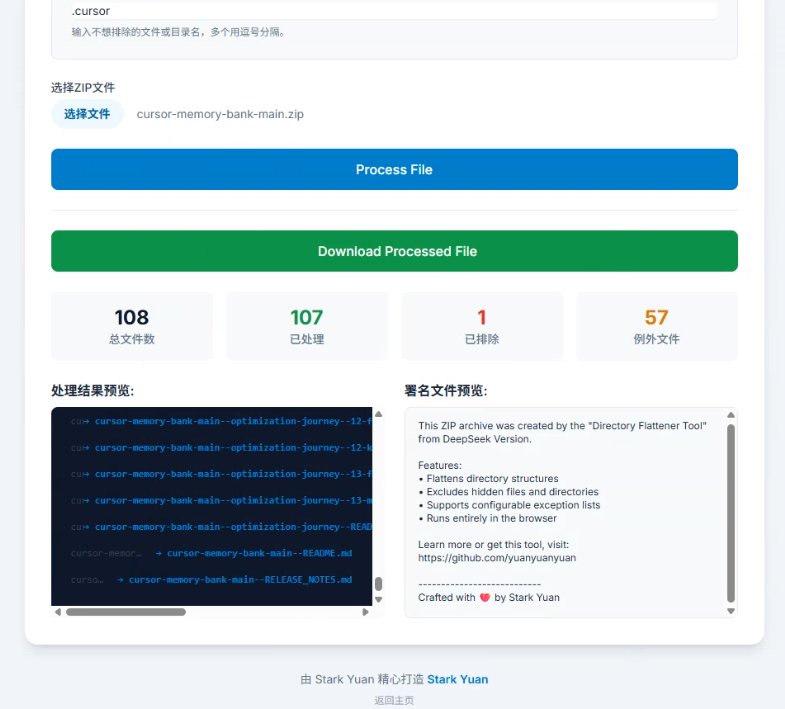 .cursor
输入不想排除的文件或目录名，多个用逗号分隔。
选择ZIP文件
选择文件 cursor-memory-bank-main.zip
Process File
Download Processed File
108
总文件数
107
已处理
1
已排除
57
例外文件
处理结果预览:
cur→ cursor-memory-bank-main--optimization-journey--12-f
cur→ cursor-memory-bank-main--optimization-journey--12-k
cur→ cursor-memory-bank-main--optimization-journey--13-f
cur→ cursor-memory-bank-main--optimization-journey--13-m
cur→ cursor-memory-bank-main--optimization-journey--READ
cursor-memor… → cursor-memory-bank-main--README.md
curso… → cursor-memory-bank-main--RELEASE_NOTES.md
署名文件预览:
This ZIP archive was created by the "Directory Flattener Tool"
from DeepSeek Version.
Features:
• Flattens directory structures
• Excludes hidden files and directories
• Supports configurable exception lists
• Runs entirely in the browser
Learn more or get this tool, visit:
https://github.com/yuanyuanyuan
---------------------------
Crafted with ❤️ by Stark Yuan
由 Stark Yuan 精心打造 Stark Yuan
返回主页